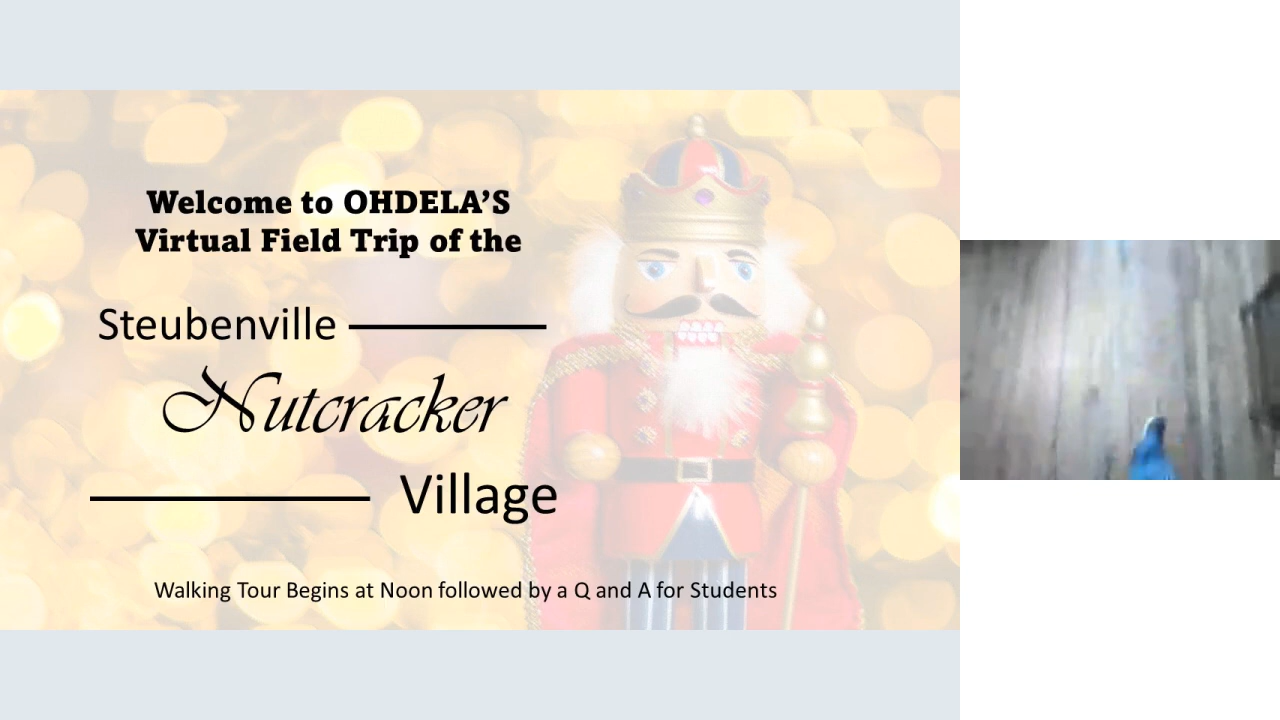 Welcome to OHDELA’S
Virtual Field Trip of the
Steubenville
Nutcracker
Village
Walking Tour Begins at Noon followed by a Q and A for Students